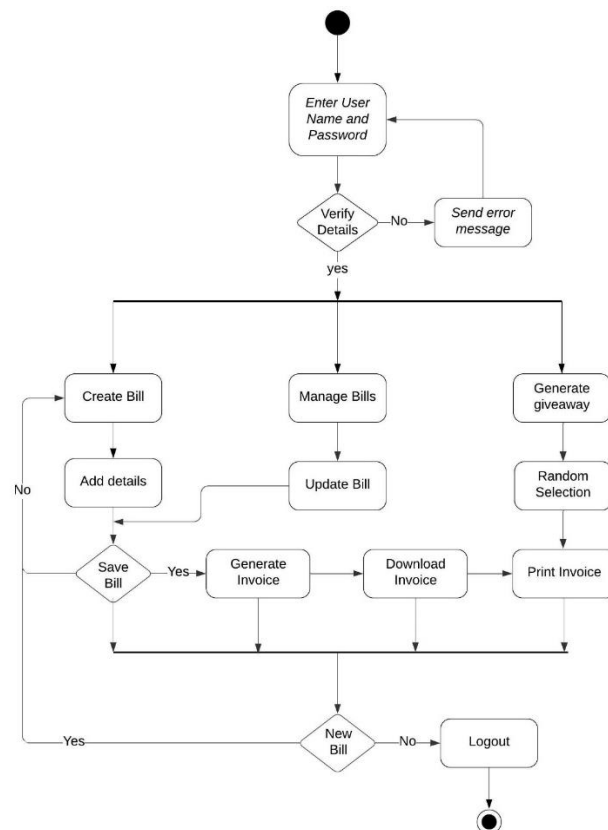 Enter User
Name and
Password
Verify
Details
No
Send error
message
yes
Create Bill
Manage Bills
Generate
giveaway
No
Add details
Update Bill
Random
Selection
Save
Bill
Yes
Generate
Invoice
Download
Invoice
Print Invoice
Yes
New
Bill
No
Logout